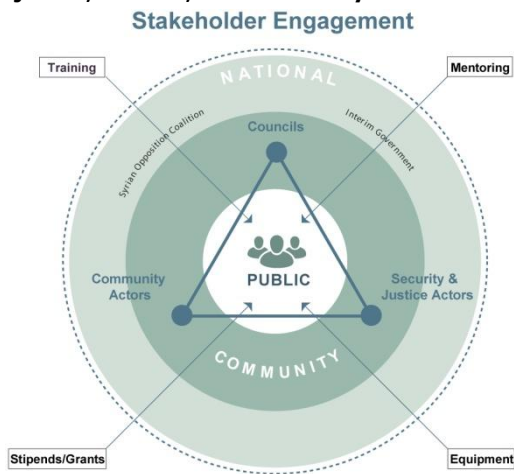 Stakeholder Engagement
Training
Mentoring
NATIONAL
Syrian Opposition Coalition
Interim Government
Councils
PUBLIC
Community
Actors
Security &
Justice Actors
COMMUNITY
Stipends/Grants
Equipment